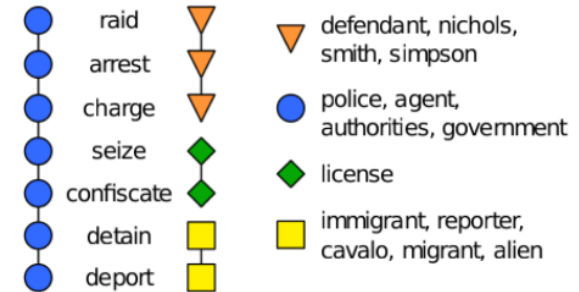 raid
arrest
charge
seize
confiscate
detain
deport
defendant, nichols,
smith, simpson
police, agent,
authorities, government
license
immigrant, reporter,
cavalo, migrant, alien